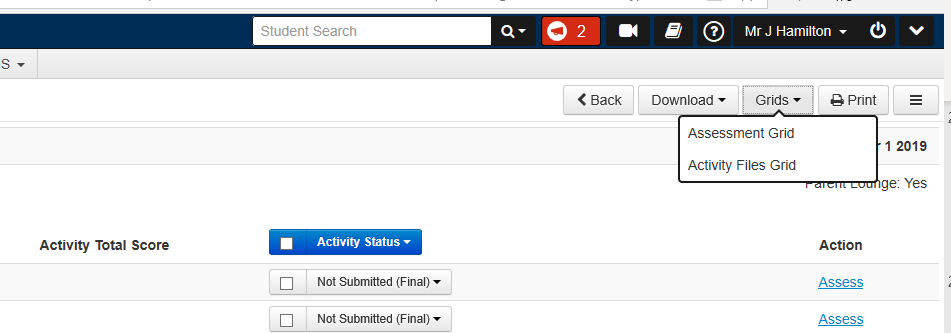 Student Search
2
Mr J Hamilton
S
Back
Download
Grids
Print
Assessment Grid
Activity Files Grid
1 2019
Parent Lounge: Yes
Activity Total Score
Activity Status
Action
Not Submitted (Final)
Assess
Not Submitted (Final)
Assess